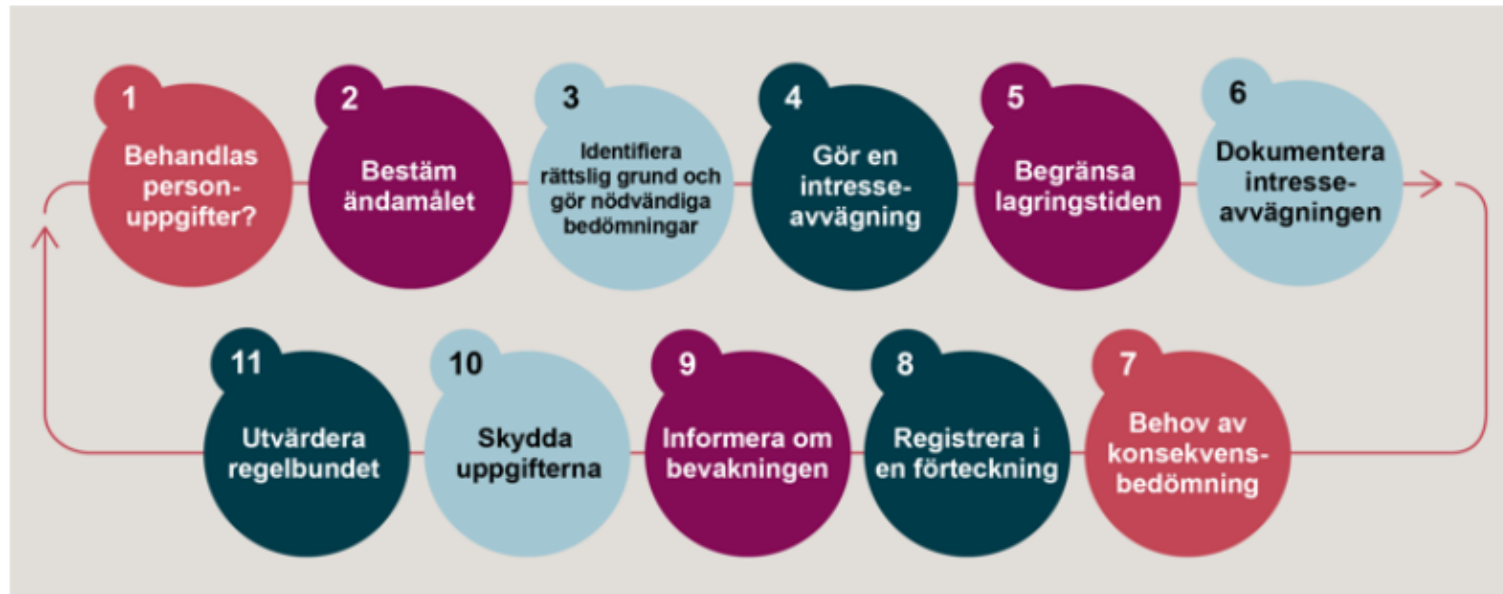 1
Behandlas
person-
uppgifter?
2
Bestäm
ändamålet
3
Identifiera
rättslig grund och
gör nödvändiga
bedömningar
4
Gör en
intresse-
avvägning
5
Begränsa
lagringstiden
6
Dokumentera
intresse-
avvägningen
7
Behov av
konsekvens-
bedömning
8
Registrera i
en förteckning
9
Informera om
bevakningen
10
Skydda
uppgifterna
11
Utvärdera
regelbundet